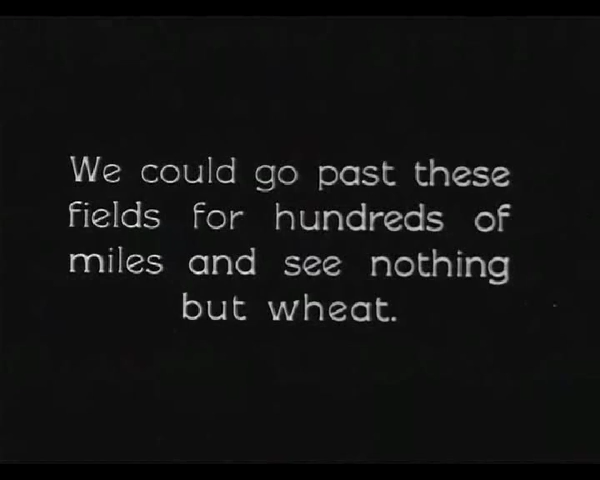 We could go past these
fields for hundreds of
miles and see nothing
but wheat.